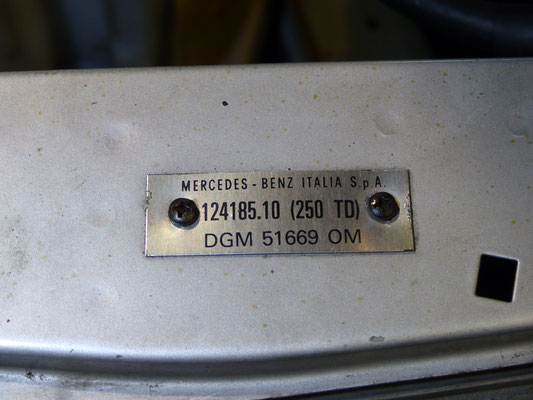 MERCEDES - BENZ ITALIA S.p.A.
124185.10 (250 TD)
DGM 51669 OM